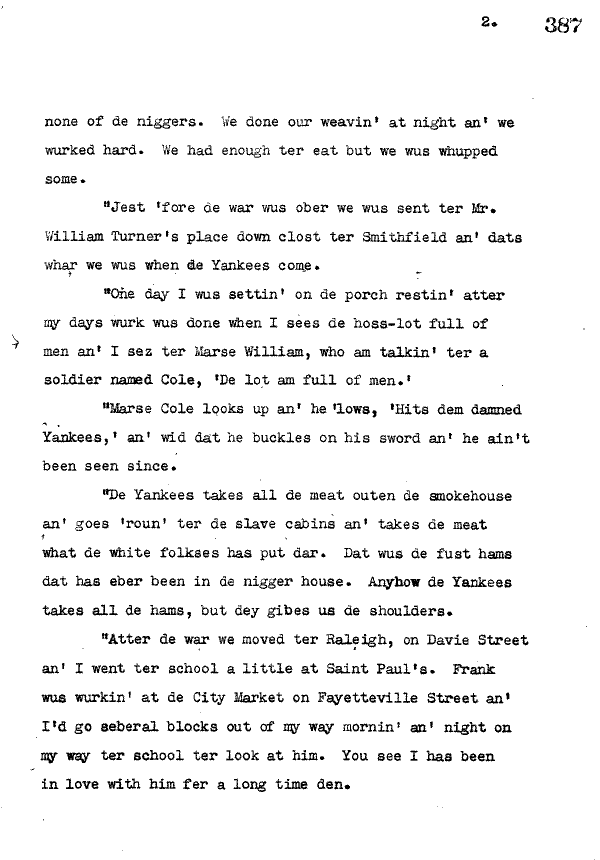 2. 387
none of de niggers. We done our weavin' at night an' we
wurked hard. We had enough ter eat but we wus whupped
some.
"Jest 'fore de war wus ober we wus sent ter Mr.
William Turner's place down clost ter Smithfield an' dats
whar we wus when de Yankees come.
"One day I wus settin' on de porch restin' atter
my days wurk wus done when I sees de hoss-lot full of
men an' I sez ter Marse William, who am talkin' ter a
soldier named Cole, 'De lot am full of men.'
"Marse Cole looks up an' he 'lows, 'Hits dem damned
Yankees,' an' wid dat he buckles on his sword an' he ain't
been seen since.
"De Yankees takes all de meat outen de smokehouse
an' goes 'roun' ter de slave cabins an' takes de meat
what de white folkses has put dar. Dat wus de fust hams
dat has eber been in de nigger house. Anyhow de Yankees
takes all de hams, but dey gibes us de shoulders.
"Atter de war we moved ter Raleigh, on Davie Street
an' I went ter school a little at Saint Paul's. Frank
wus wurkin' at de City Market on Fayetteville Street an'
I'd go seberal blocks out of my way mornin' an' night on
my way ter school ter look at him. You see I has been
in love with him fer a long time den.